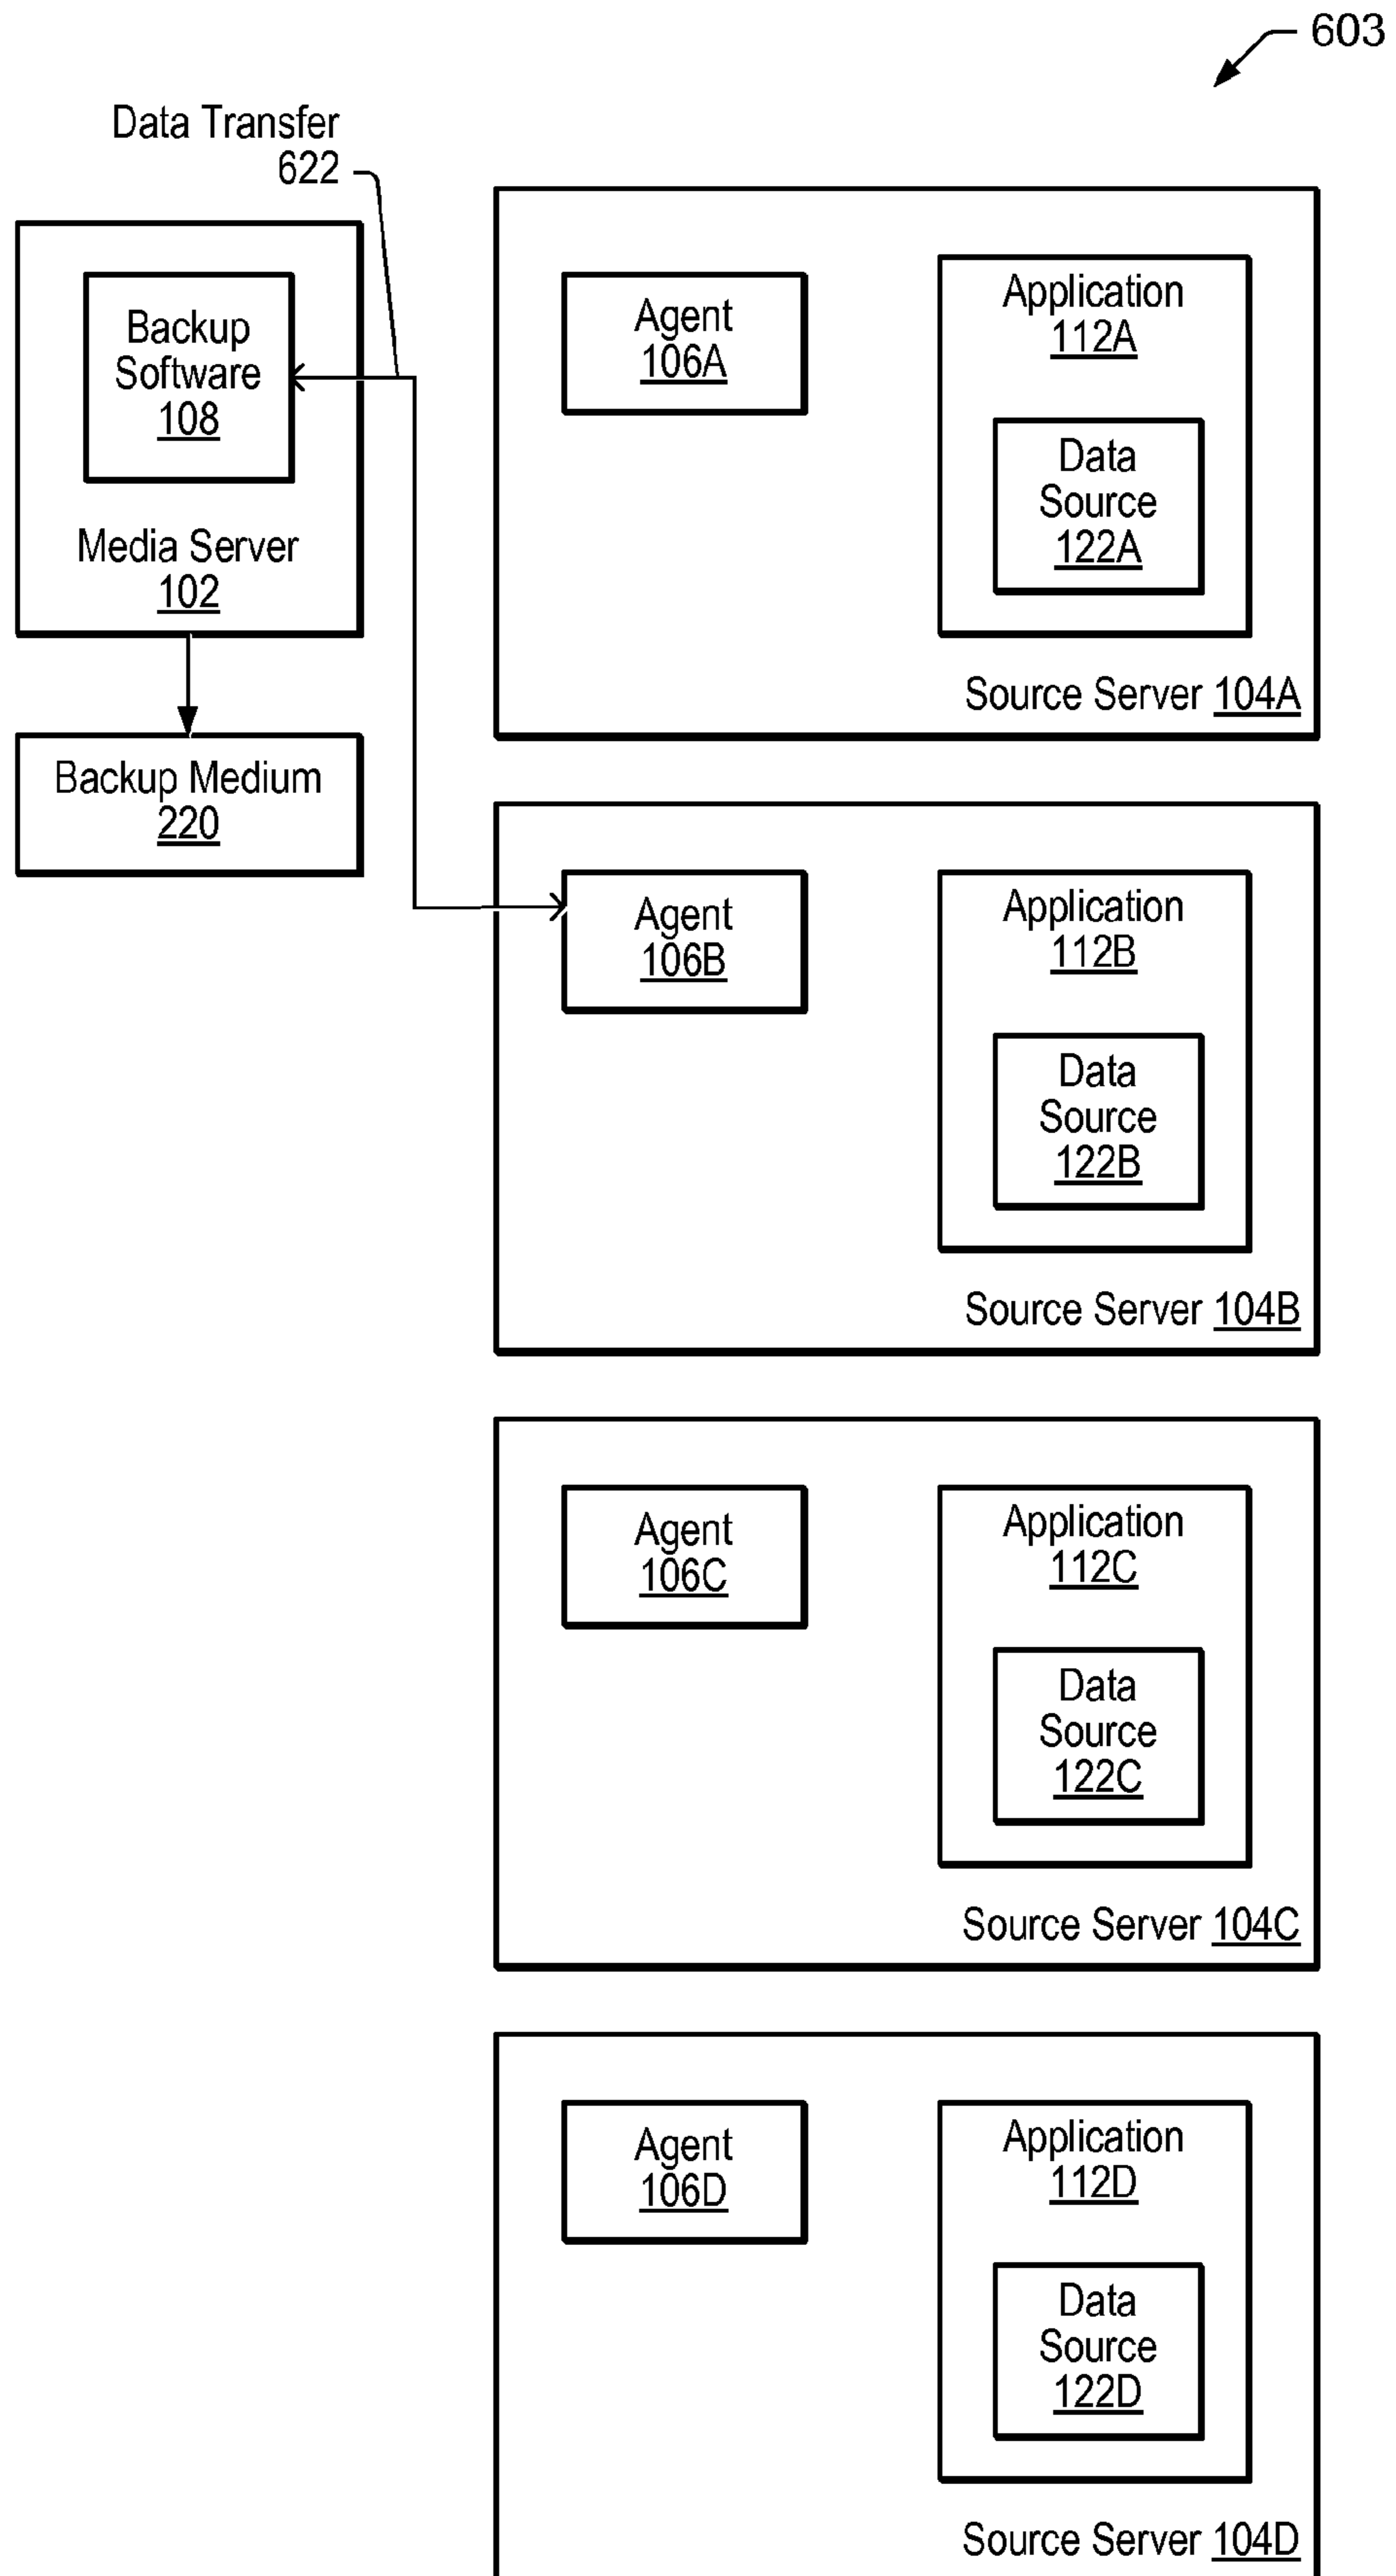 603
Data Transfer
622
Backup
Software
108
Media Server
102
Backup Medium
220
Agent
106A
Application
112A
Data
Source
122A
Source Server 104A
Agent
106B
Application
112B
Data
Source
122B
Source Server 104B
Agent
106C
Application
112C
Data
Source
122C
Source Server 104C
Agent
106D
Application
112D
Data
Source
122D
Source Server 104D